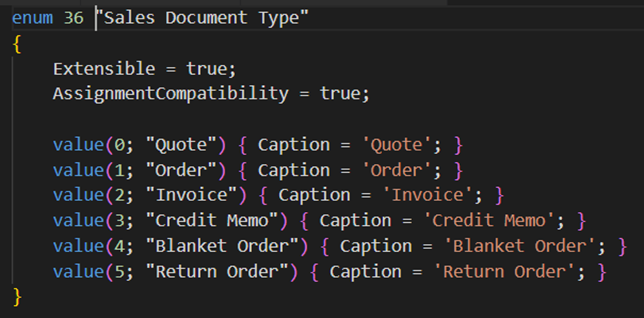 enum 36 "Sales Document Type"
{
    Extensible = true;
    AssignmentCompatibility = true;

    value(0; "Quote") { Caption = 'Quote'; }
    value(1; "Order") { Caption = 'Order'; }
    value(2; "Invoice") { Caption = 'Invoice'; }
    value(3; "Credit Memo") { Caption = 'Credit Memo'; }
    value(4; "Blanket Order") { Caption = 'Blanket Order'; }
    value(5; "Return Order") { Caption = 'Return Order'; }
}